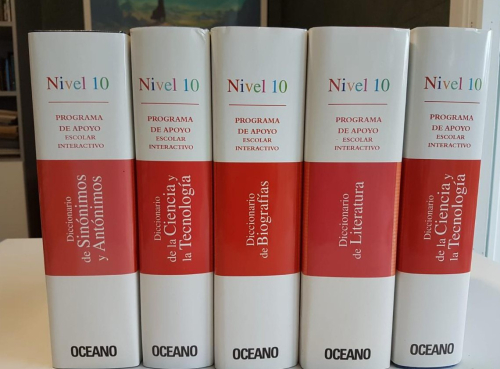 Nivel 10
PROGRAMA
DE APOYO
ESCOLAR
INTERACTIVO
Diccionario
de Sinónimos
y Antónimos
OCEANO
Nivel 10
PROGRAMA
DE APOYO
ESCOLAR
INTERACTIVO
Diccionario
de la Ciencia y
la Tecnología
OCEANO
Nivel 10
PROGRAMA
DE APOYO
ESCOLAR
INTERACTIVO
Diccionario
de Biografías
OCEANO
Nivel 10
PROGRAMA
DE APOYO
ESCOLAR
INTERACTIVO
Diccionario
de Literatura
OCEANO
Nivel 10
PROGRAMA
DE APOYO
ESCOLAR
INTERACTIVO
Diccionario
de la Ciencia y
la Tecnología
OCEANO